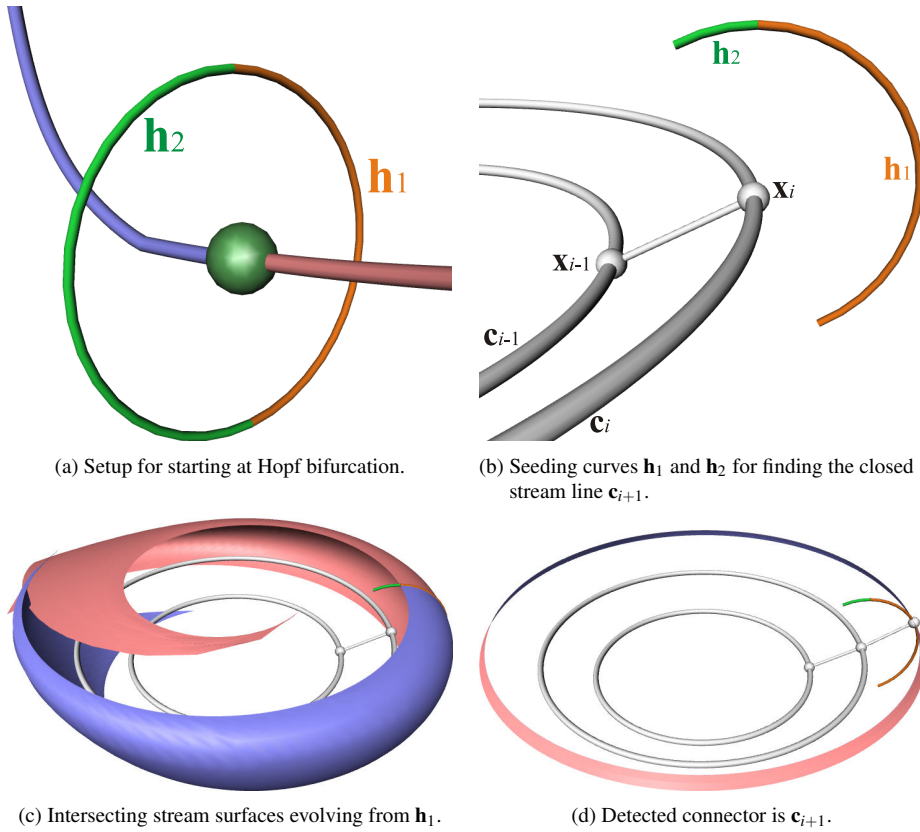 h2
h1
(a) Setup for starting at Hopf bifurcation.
h2
h1
xi
xi-1
ci-1
ci
(b) Seeding curves h1 and h2 for finding the closed
stream line ci+1.
(c) Intersecting stream surfaces evolving from h1.
(d) Detected connector is ci+1.